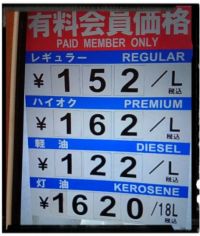 有料会員価格
PAID MEMBER ONLY
レギュラー REGULAR
¥152/L 税込
ハイオク PREMIUM
¥162/L 税込
軽油 DIESEL
¥122/L 税込
灯油 KEROSENE
¥1620/18L 税込